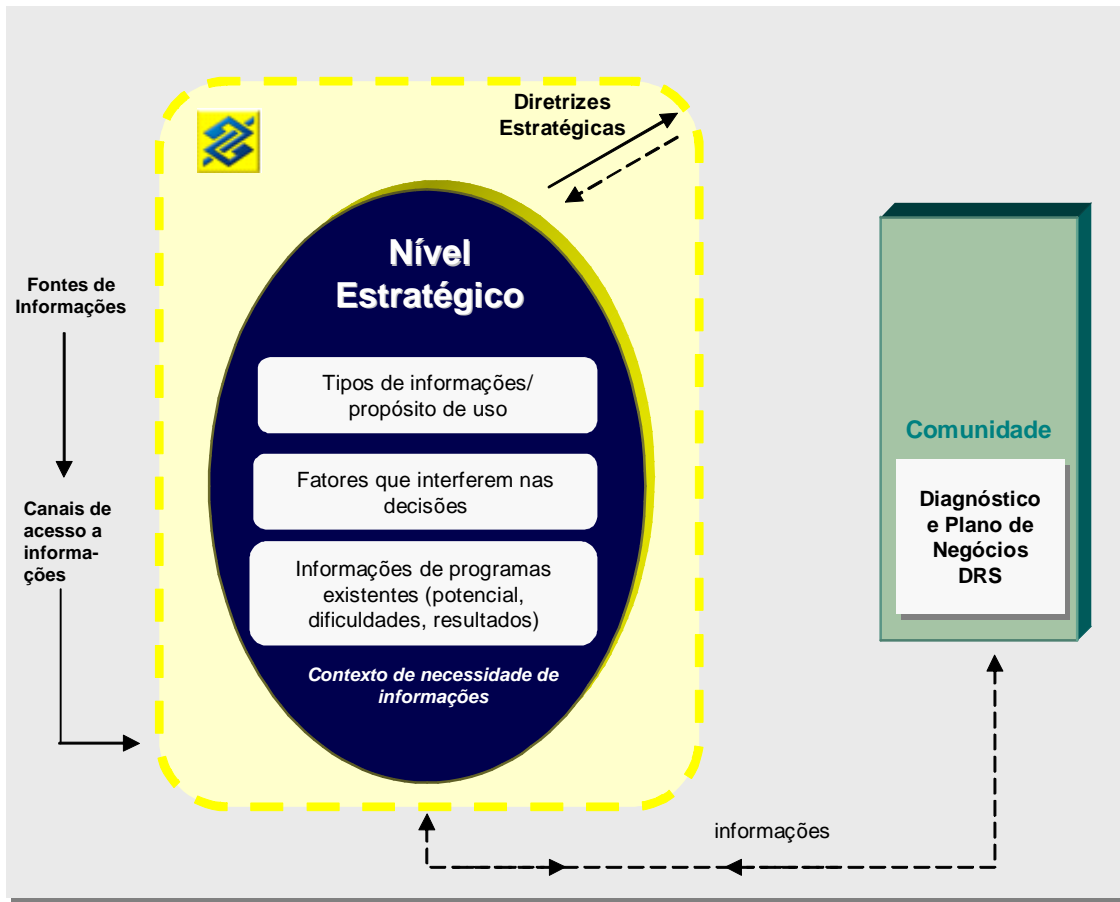 Diretrizes
Estratégicas
Nível
Estratégico
Fontes de
Informações
Tipos de informações/
propósito de uso
Comunidade
Fatores que interferem nas
decisões
Diagnóstico
e Plano de
Negócios
DRS
Canais de
acesso a
informa-
ções
Informações de programas
existentes (potencial,
dificuldades, resultados)
Contexto de necessidade de
informações
informações